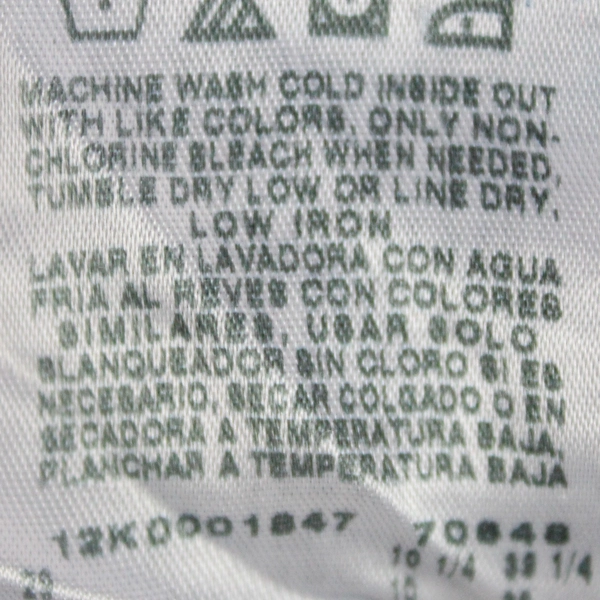 MACHINE WASH COLD INSIDE OUT
WITH LIKE COLORS, ONLY NON-
CHLORINE BLEACH WHEN NEEDED,
TUMBLE DRY LOW OR LINE DRY,
LOW IRON
LAVAR EN LAVADORA CON AGUA
FRIA AL REVES CON COLORES
SIMILARES, USAR SOLO
BLANQUEADOR SIN CLORO SI ES
NECESARIO, SECAR COLGADO O EN
SECADORA A TEMPERATURA BAJA,
PLANCHAR A TEMPERATURA BAJA
12K0001847 70848
10 1/4 39 1/4